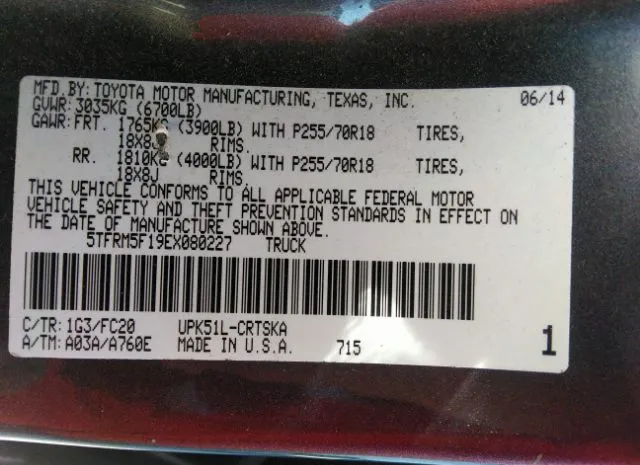 MFD.BY:TOYOTA MOTOR MANUFACTURING, TEXAS, INC. 06/14
GVWR:3035KG (6700LB)
GAWR:FRT. 1765KG (3900LB) WITH P255/70R18 TIRES,
18X8J RIMS.
RR. 1810KG (4000LB) WITH P255/70R18 TIRES,
18X8J RIMS
THIS VEHICLE CONFORMS TO ALL APPLICABLE FEDERAL MOTOR
VEHICLE SAFETY AND THEFT PREVENTION STANDARDS IN EFFECT ON
THE DATE OF MANUFACTURE SHOWN ABOVE.
5TFRM5F19EX080227 TRUCK
C/TR:1G3/FC20 UPK51L-CRTSKA
A/TM:A03A/A760E MADE IN U.S.A. 715 1